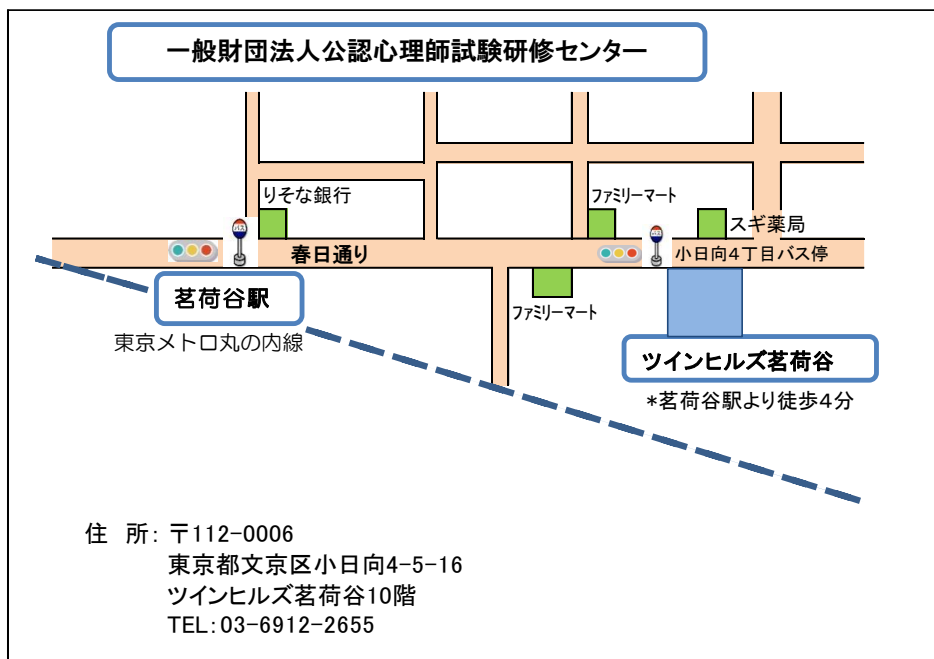 一般財団法人公認心理師試験研修センター
りそな銀行
ファミリーマート
スギ薬局
バス
バス
春日通り
小日向4丁目バス停
茗荷谷駅
ファミリーマート
東京メトロ丸の内線
ツインヒルズ茗荷谷
*茗荷谷駅より徒歩4分
住　所：〒112-0006
東京都文京区小日向4-5-16
ツインヒルズ茗荷谷10階
TEL：03-6912-2655